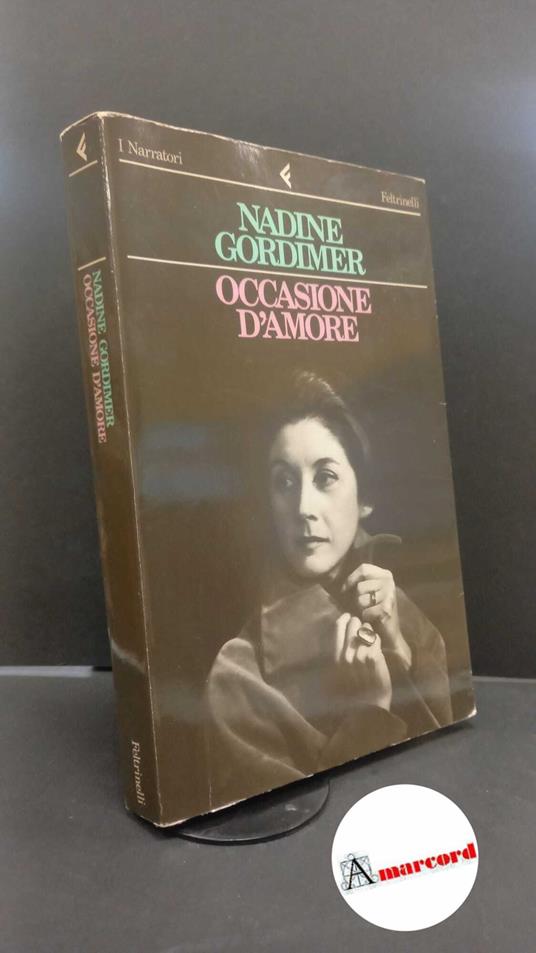 I Narratori
Feltrinelli
NADINE
GORDIMER
OCCASIONE
D'AMORE
NADINE GORDIMER
OCCASIONE D'AMORE
Feltrinelli
Amarcord